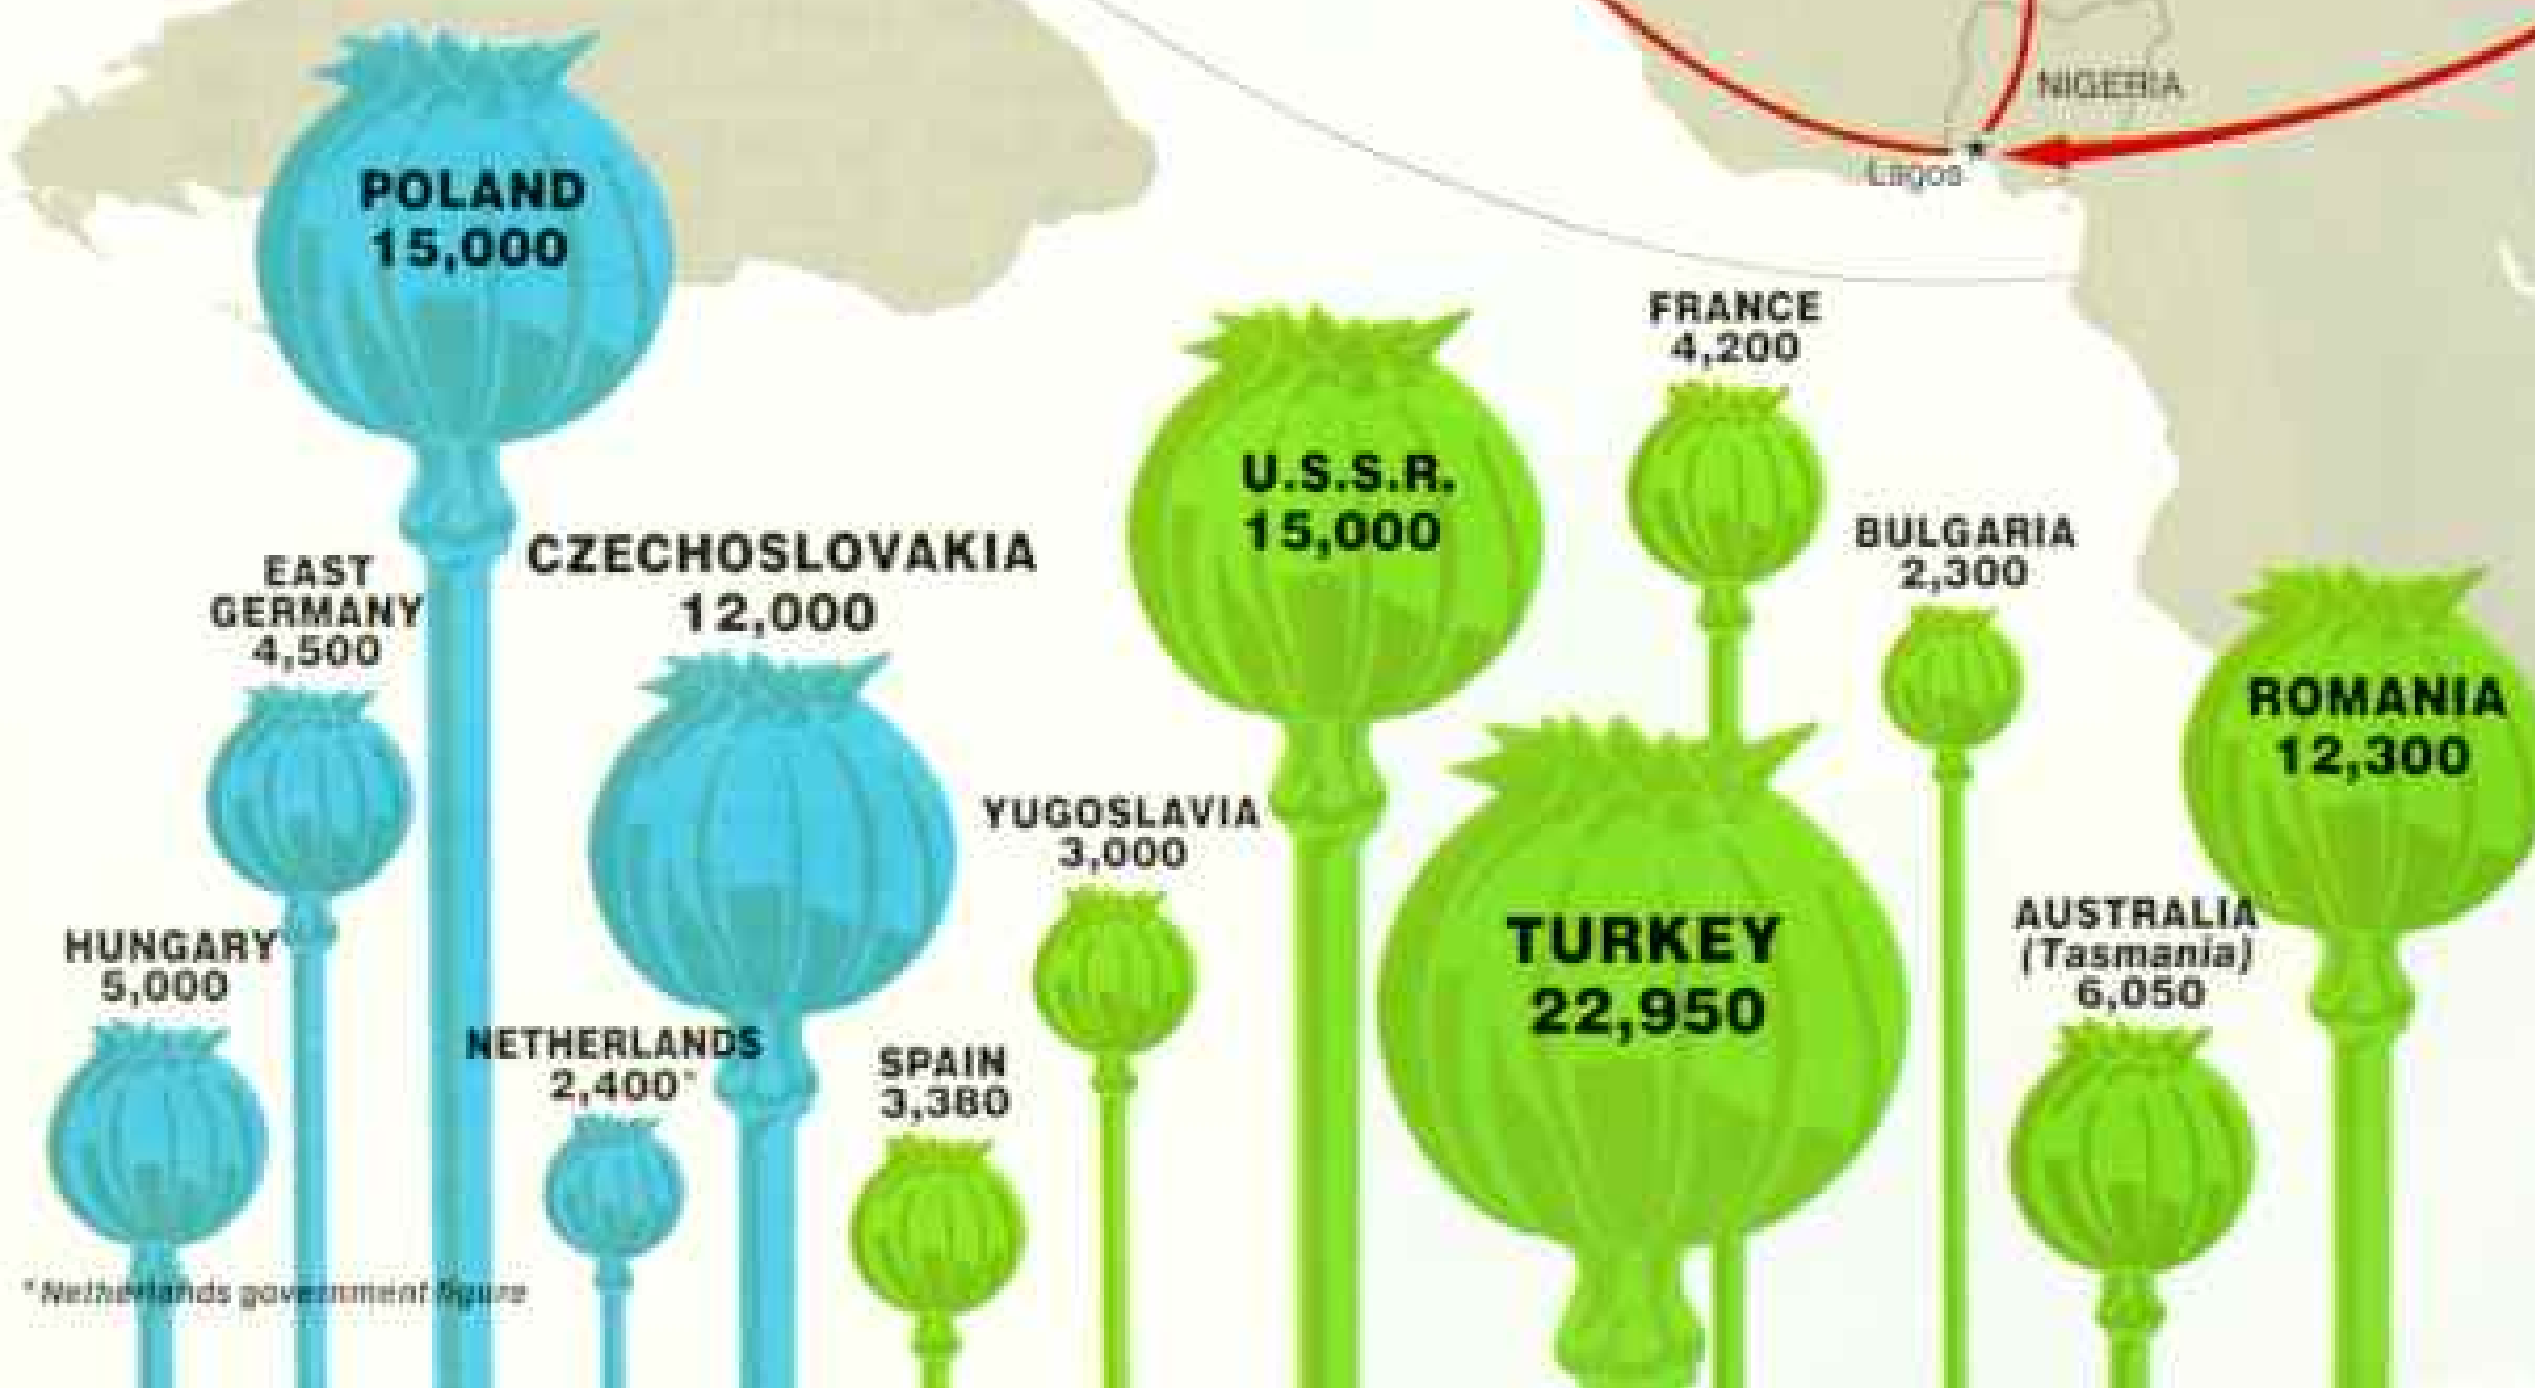 NIGERIA
Lagos
POLAND
15,000
FRANCE
4,200
U.S.S.R.
15,000
BULGARIA
2,300
EAST
GERMANY
4,500
CZECHOSLOVAKIA
12,000
ROMANIA
12,300
YUGOSLAVIA
3,000
TURKEY
22,950
AUSTRALIA
(Tasmania)
6,050
HUNGARY
5,000
NETHERLANDS
2,400*
SPAIN
3,380
*Netherlands government figure